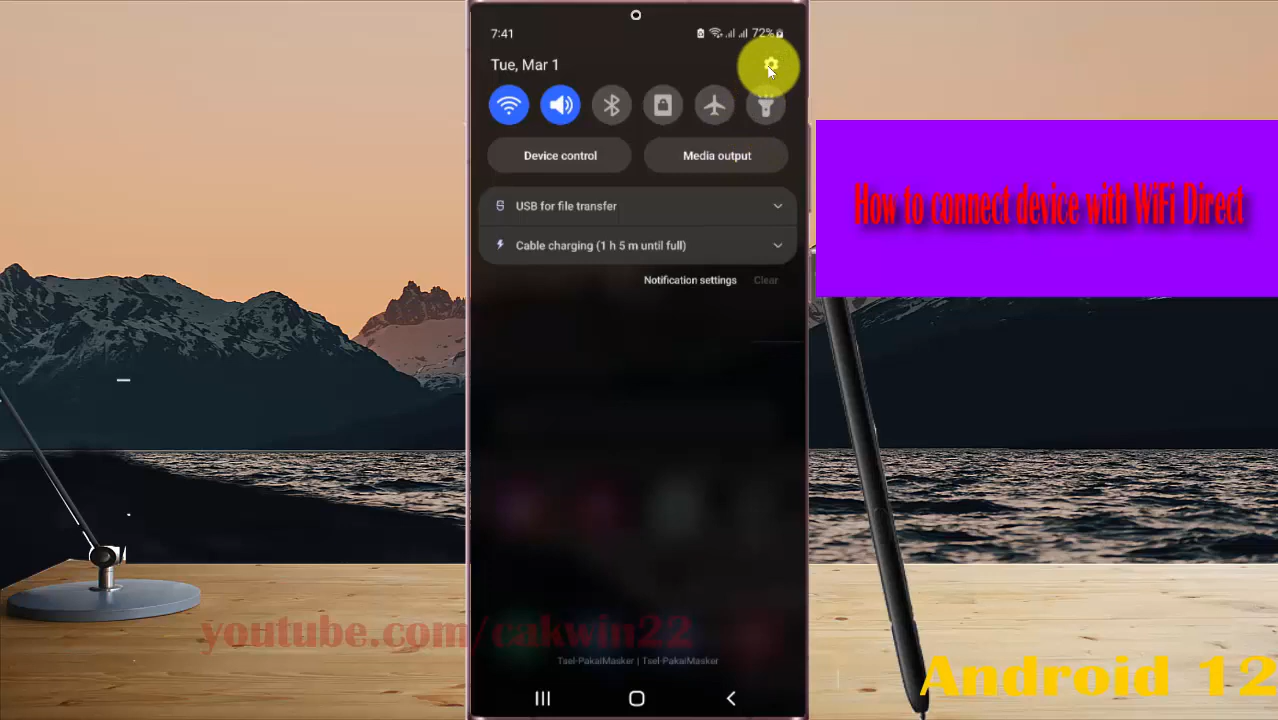 7:41
72%
Tue, Mar 1
Device control
Media output
USB for file transfer
Cable charging (1 h 5 m until full)
Notification settings
Clear
How to connect device with WiFi Direct
youtube.com/cakwin22
Tsel-PakaiMasker | Tsel-PakaiMasker
Android 12